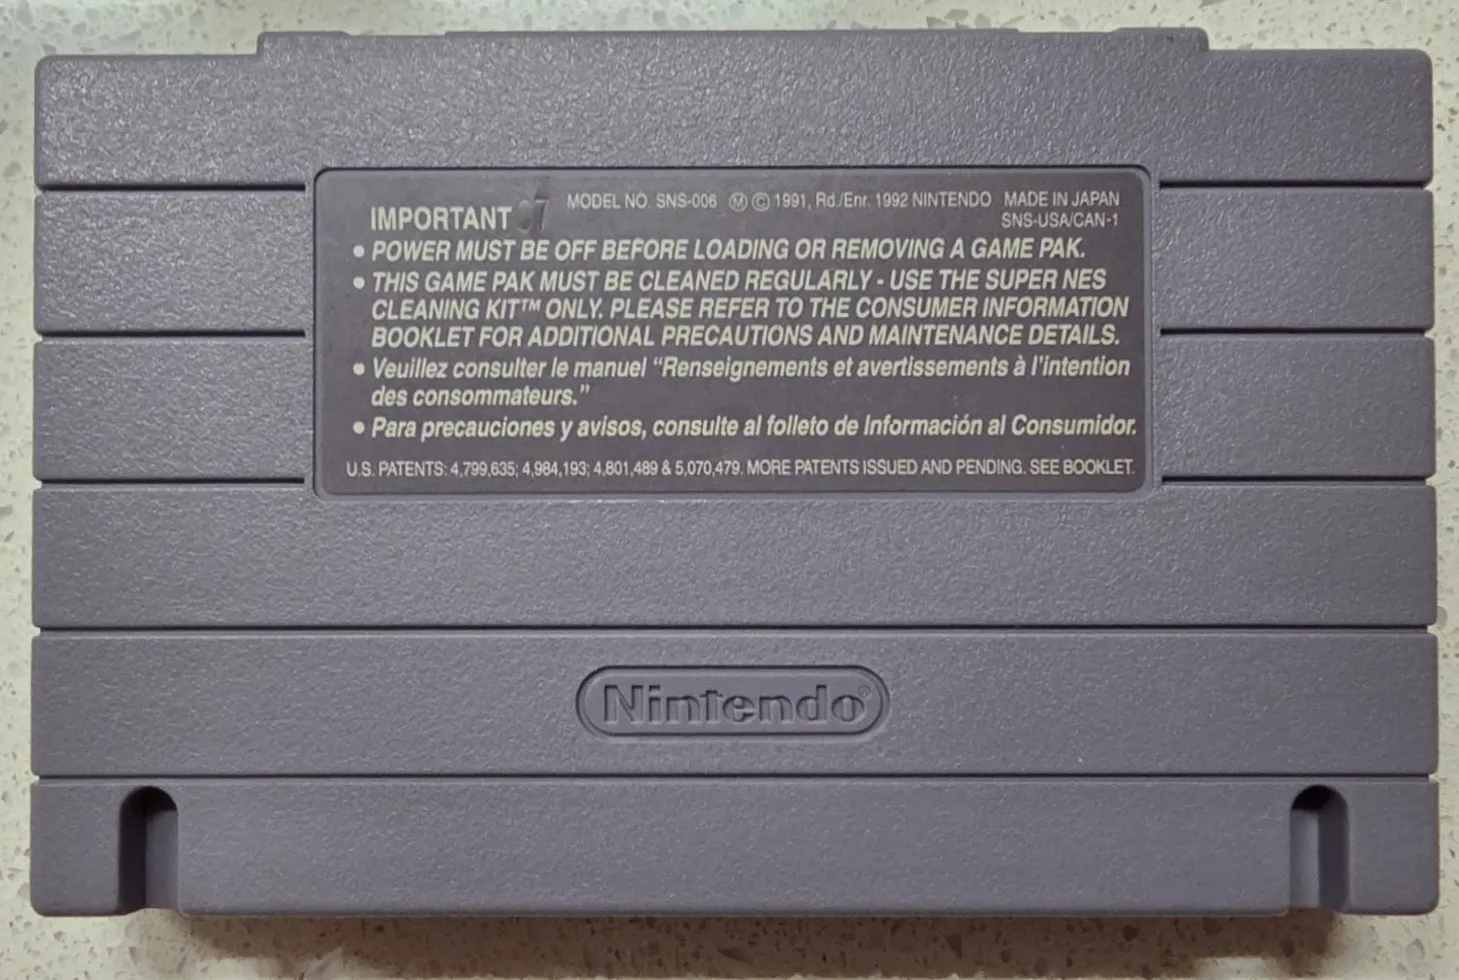 MODEL NO. SNS-006 Ⓜ © 1991, Rd./Enr. 1992 NINTENDO MADE IN JAPAN
IMPORTANT
SNS-USA/CAN-1
• POWER MUST BE OFF BEFORE LOADING OR REMOVING A GAME PAK.
• THIS GAME PAK MUST BE CLEANED REGULARLY - USE THE SUPER NES
CLEANING KIT™ ONLY. PLEASE REFER TO THE CONSUMER INFORMATION
BOOKLET FOR ADDITIONAL PRECAUTIONS AND MAINTENANCE DETAILS.
• Veuillez consulter le manuel “Renseignements et avertissements à l’intention
des consommateurs.”
• Para precauciones y avisos, consulte al folleto de Información al Consumidor.
U.S. PATENTS: 4,799,635; 4,984,193; 4,801,489 & 5,070,479. MORE PATENTS ISSUED AND PENDING. SEE BOOKLET.
Nintendo®